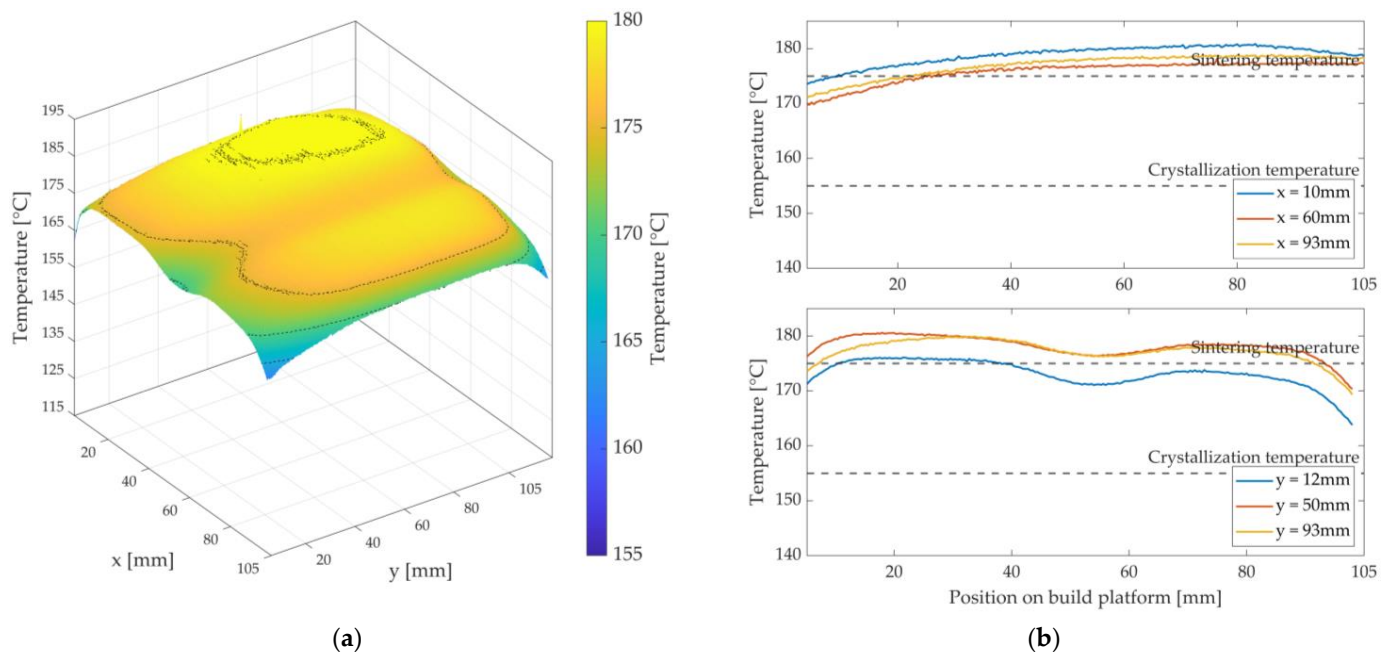 195
185
175
165
155
145
135
125
115
Temperature [°C]
20
40
60
80
105
x [mm]
20
40
60
80
105
y [mm]
180
175
170
165
160
155
Temperature [°C]
(a)
180
170
160
150
140
Temperature [°C]
Sintering temperature
Crystallization temperature
x = 10mm
x = 60mm
x = 93mm
20
40
60
80
105
180
170
160
150
140
Temperature [°C]
Sintering temperature
Crystallization temperature
y = 12mm
y = 50mm
y = 93mm
20
40
60
80
105
Position on build platform [mm]
(b)